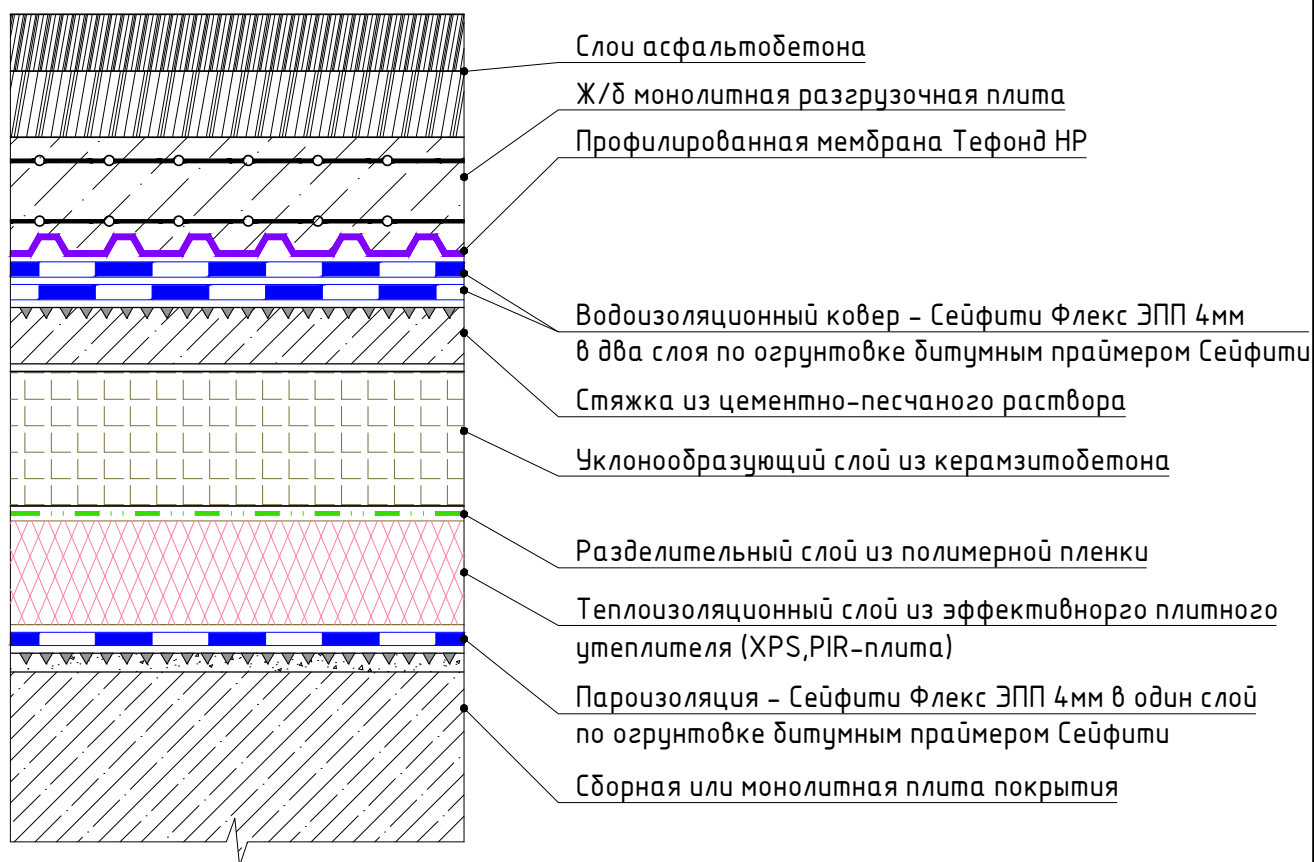 Слои асфальтобетона
Ж/б монолитная разгрузочная плита
Профилированная мембрана Тефонд НР
Водоизоляционный ковер - Сейфити Флекс ЭПП 4мм
в два слоя по огрунтовке битумным праймером Сейфити
Стяжка из цементно-песчаного раствора
Уклонообразующий слой из керамзитобетона
Разделительный слой из полимерной пленки
Теплоизоляционный слой из эффективнорго плитного
утеплителя (XPS,PIR-плита)
Пароизоляция - Сейфити Флекс ЭПП 4мм в один слой
по огрунтовке битумным праймером Сейфити
Сборная или монолитная плита покрытия